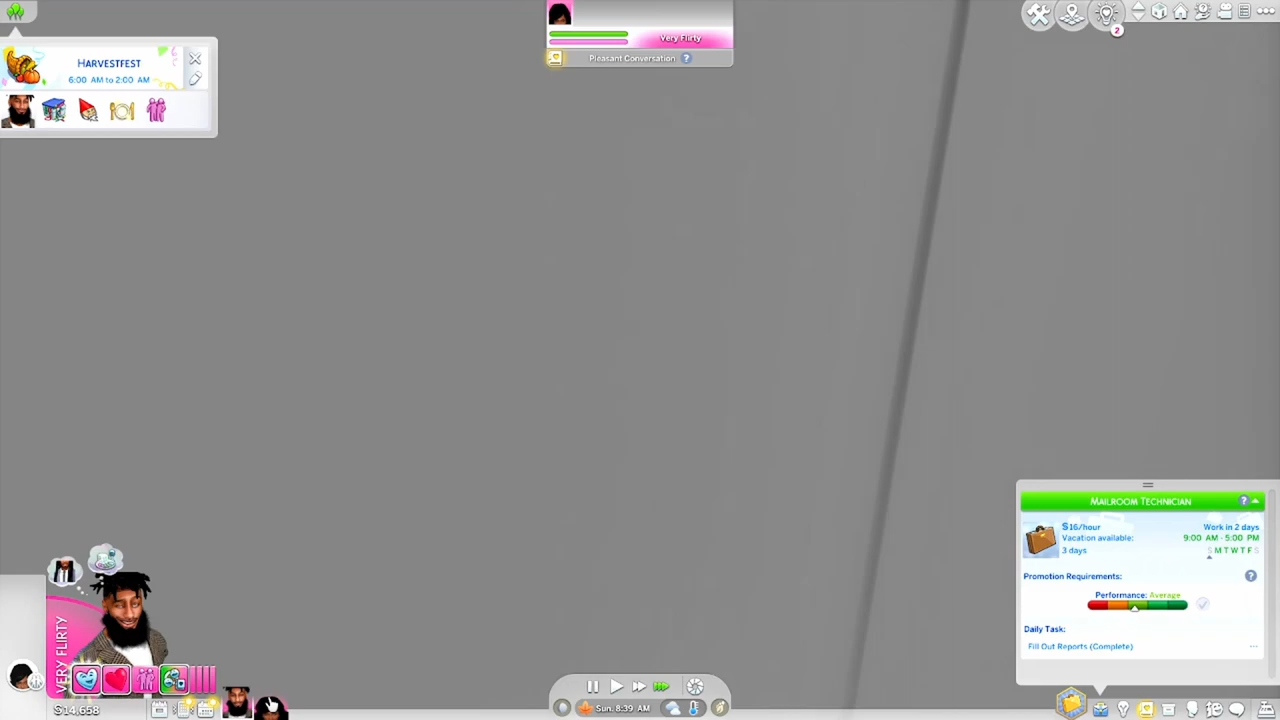 HARVESTFEST
6:00 AM to 2:00 AM
Very Flirty
Pleasant Conversation ?
2
MAILROOM TECHNICIAN ?
$16/hour
Work in 2 days
Vacation available:
9:00 AM - 5:00 PM
3 days
S M T W T F S
Promotion Requirements: ?
Performance: Average
Daily Task:
Fill Out Reports (Complete) ...
VERY FLIRTY
$14,658
Sun. 8:39 AM